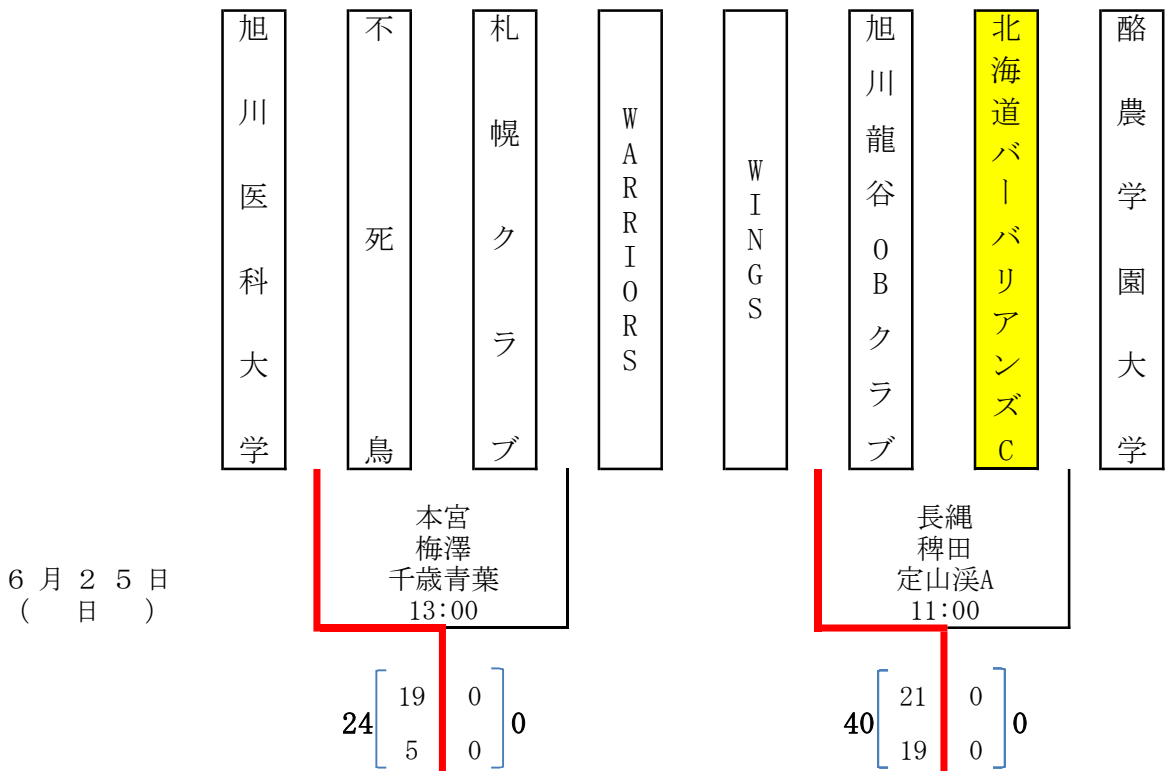 旭川医科大学
不死鳥
札幌クラブ
WARRIORS
WINGS
旭川龍谷OBクラブ
北海道バーバリアンズC
酪農学園大学
6月25日
(　日　)
本宮
梅澤
千歳青葉
13:00
長縄
稗田
定山渓A
11:00
24 19 0 0
5 0
40 21 0 0
19 0